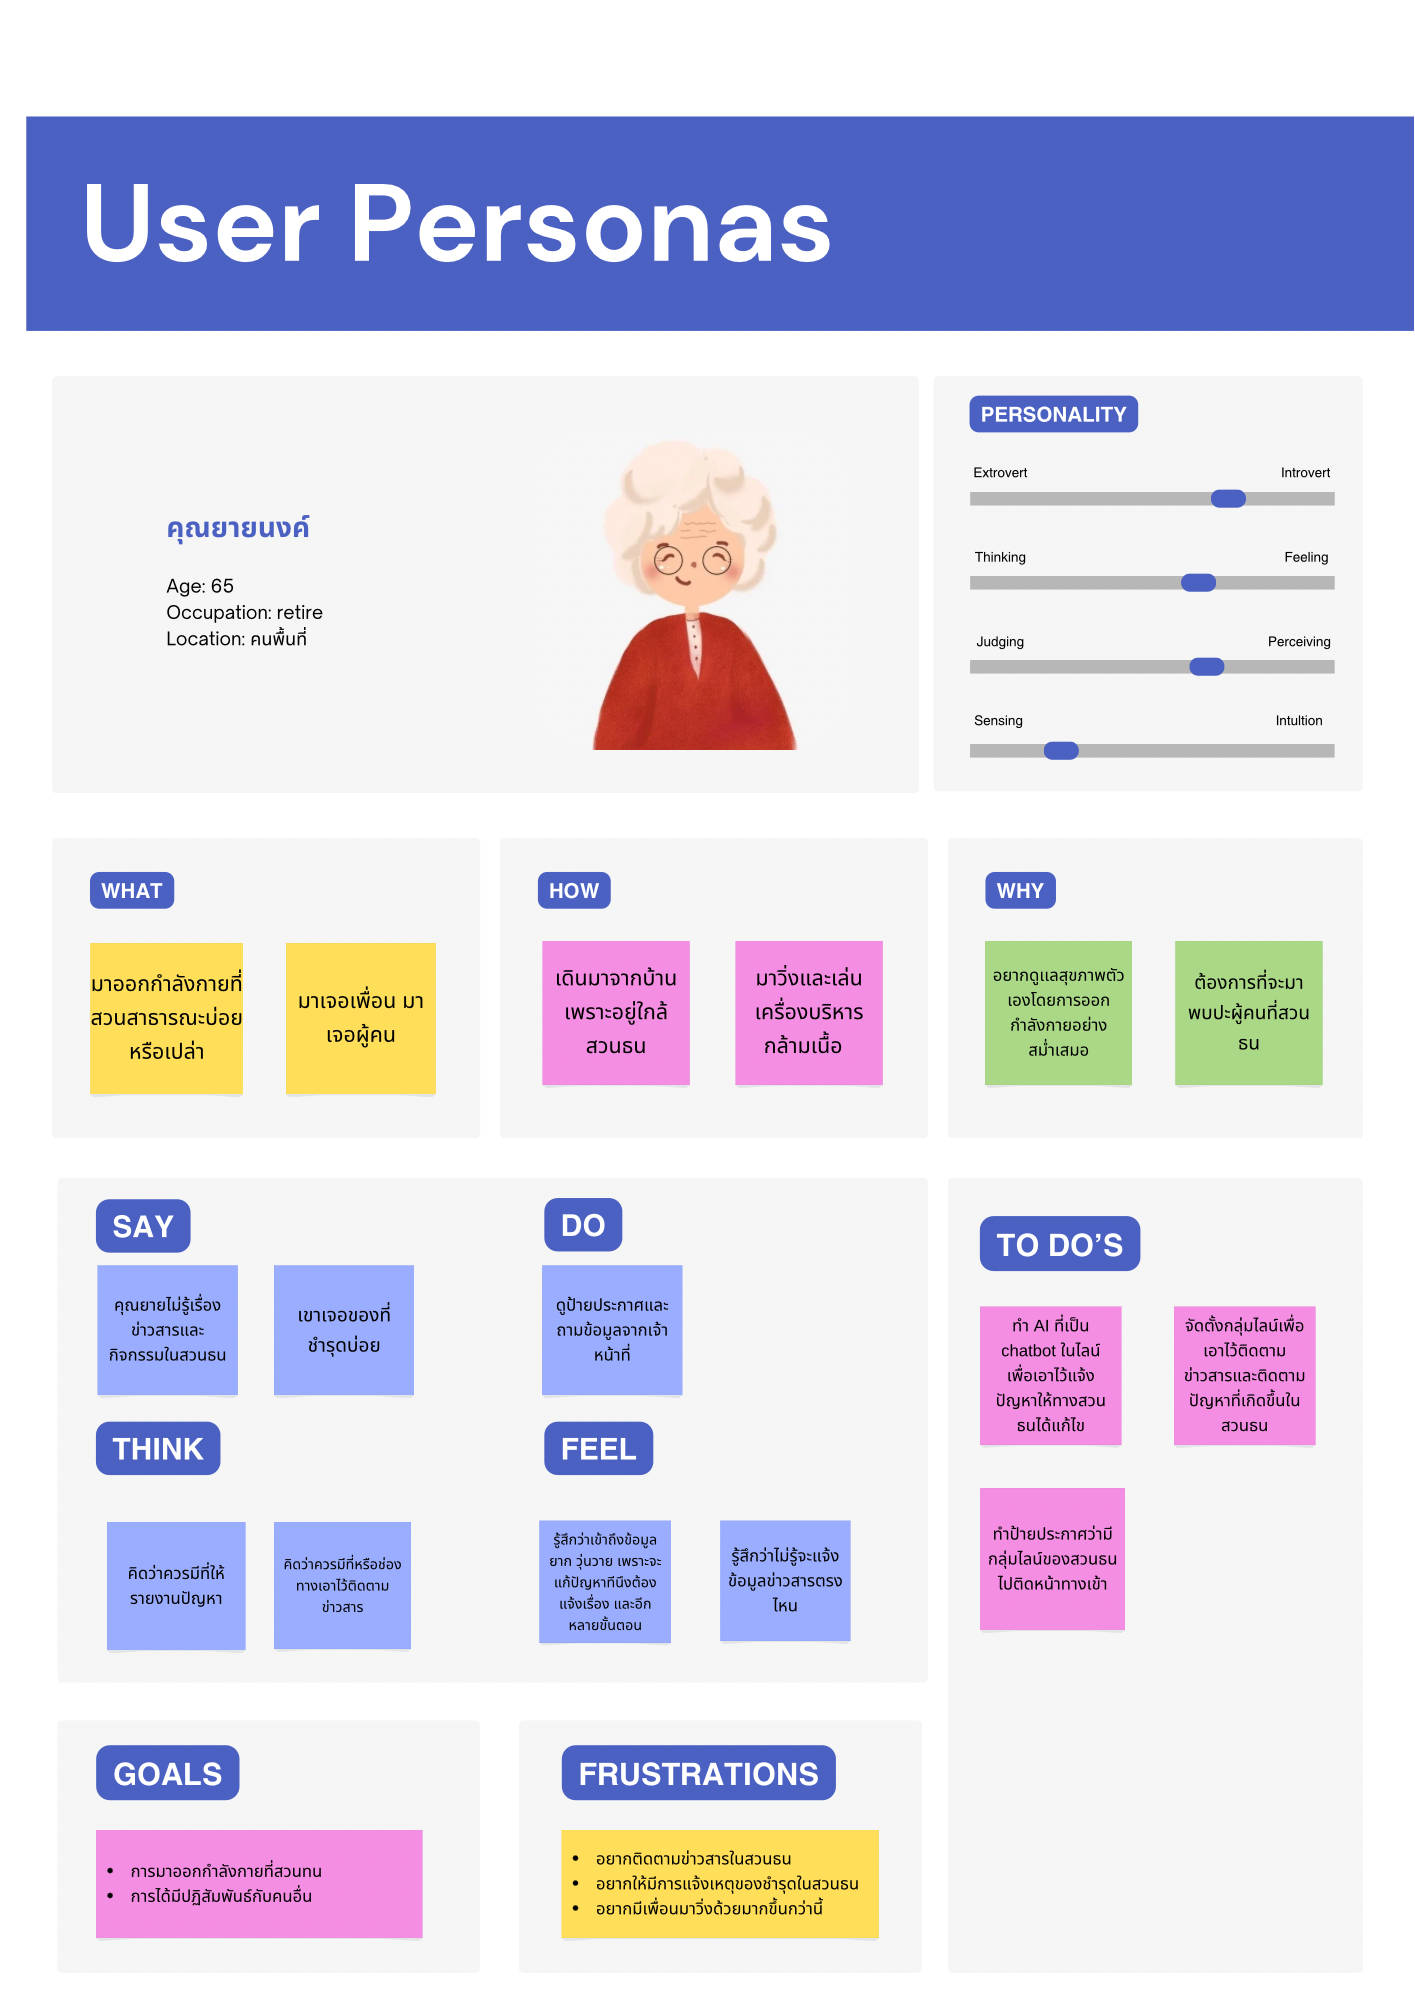 User Personas
คุณยายนงค์
Age: 65
Occupation: retire
Location: คนพื้นที่
PERSONALITY
Extrovert Introvert
Thinking Feeling
Judging Perceiving
Sensing Intultion
WHAT
มาออกกำลังกายที่
สวนสาธารณะบ่อย
หรือเปล่า
มาเจอเพื่อน มา
เจอผู้คน
HOW
เดินมาจากบ้าน
เพราะอยู่ใกล้
สวนธน
มาวิ่งและเล่น
เครื่องบริหาร
กล้ามเนื้อ
WHY
อยากดูแลสุขภาพตัว
เองโดยการออก
กำลังกายอย่าง
สม่ำเสมอ
ต้องการที่จะมา
พบปะผู้คนที่สวน
ธน
SAY
คุณยายไม่รู้เรื่อง
ข่าวสารและ
กิจกรรมในสวนธน
เขาเจอของที่
ชำรุดบ่อย
DO
ดูป้ายประกาศและ
ถามข้อมูลจากเจ้า
หน้าที่
THINK
คิดว่าควรมีที่ให้
รายงานปัญหา
คิดว่าควรมีที่หรือช่อง
ทางเอาไว้ติดตาม
ข่าวสาร
FEEL
รู้สึกว่าเข้าถึงข้อมูล
ยาก วุ่นวาย เพราะจะ
แก้ปัญหาทีนึงต้อง
แจ้งเรื่อง และอีก
หลายขั้นตอน
รู้สึกว่าไม่รู้จะแจ้ง
ข้อมูลข่าวสารตรง
ไหน
TO DO’S
ทำ AI ที่เป็น
chatbot ในไลน์
เพื่อเอาไว้แจ้ง
ปัญหาให้ทางสวน
ธนได้แก้ไข
จัดตั้งกลุ่มไลน์เพื่อ
เอาไว้ติดตาม
ข่าวสารและติดตาม
ปัญหาที่เกิดขึ้นใน
สวนธน
ทำป้ายประกาศว่ามี
กลุ่มไลน์ของสวนธน
ไปติดหน้าทางเข้า
GOALS
• การมาออกกำลังกายที่สวนทน
• การได้มีปฏิสัมพันธ์กับคนอื่น
FRUSTRATIONS
• อยากติดตามข่าวสารในสวนธน
• อยากให้มีการแจ้งเหตุของชำรุดในสวนธน
• อยากมีเพื่อนมาวิ่งด้วยมากขึ้นกว่านี้